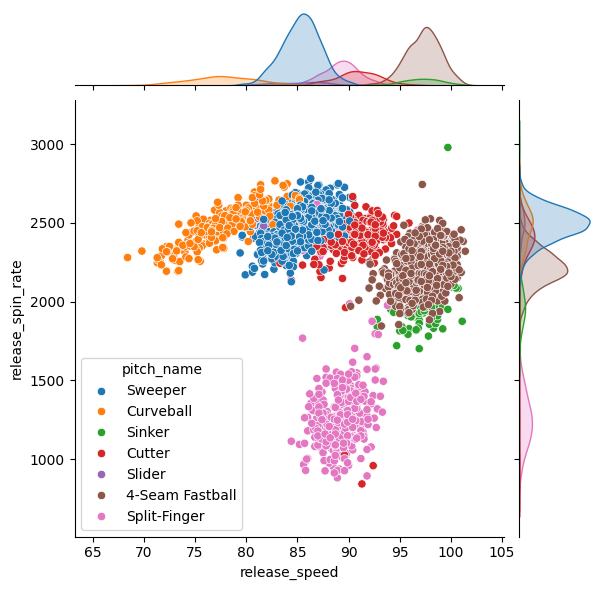 3000
2500
2000
1500
1000
release_spin_rate
pitch_name
Sweeper
Curveball
Sinker
Cutter
Slider
4-Seam Fastball
Split-Finger
65 70 75 80 85 90 95 100 105
release_speed